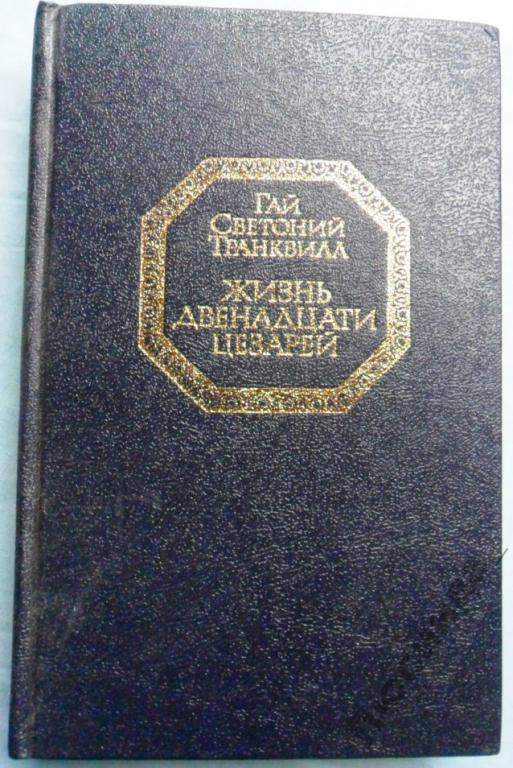 Гай
Светоний
Транквилл
Жизнь
двенадцати
цезарей